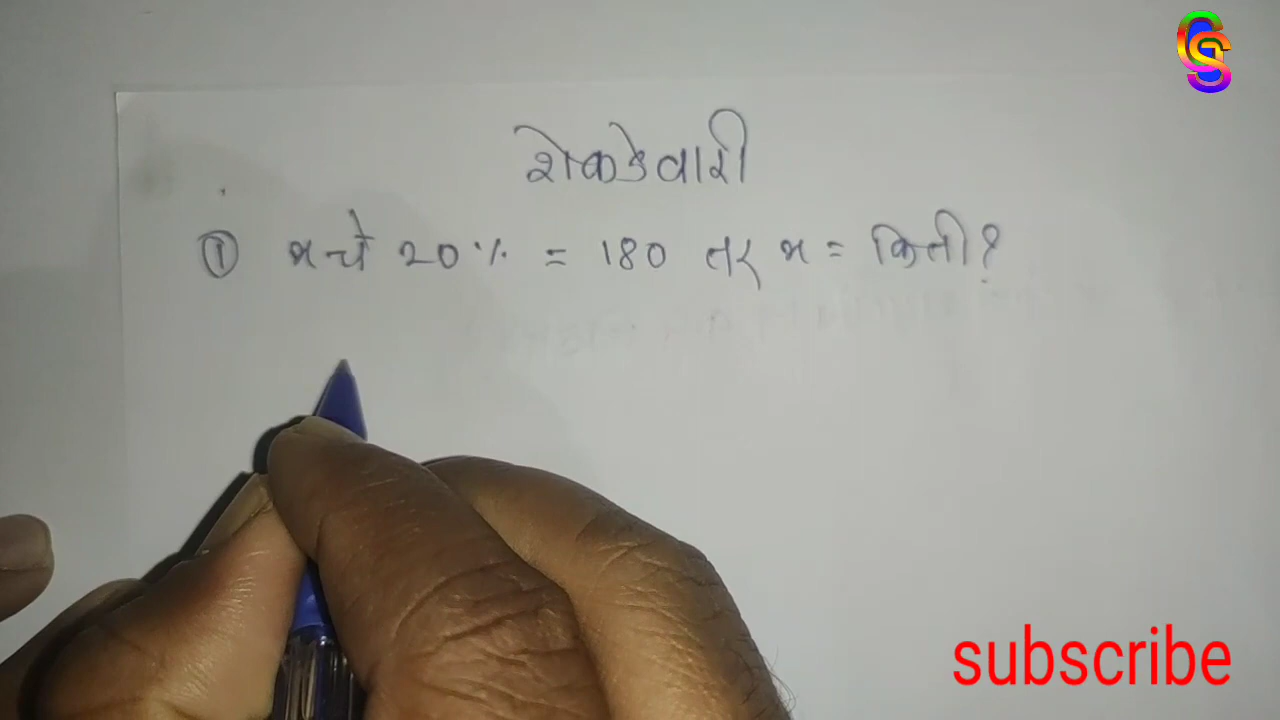 शेकडेवारी
① x चे 20% = 180 तर x = किती?
subscribe